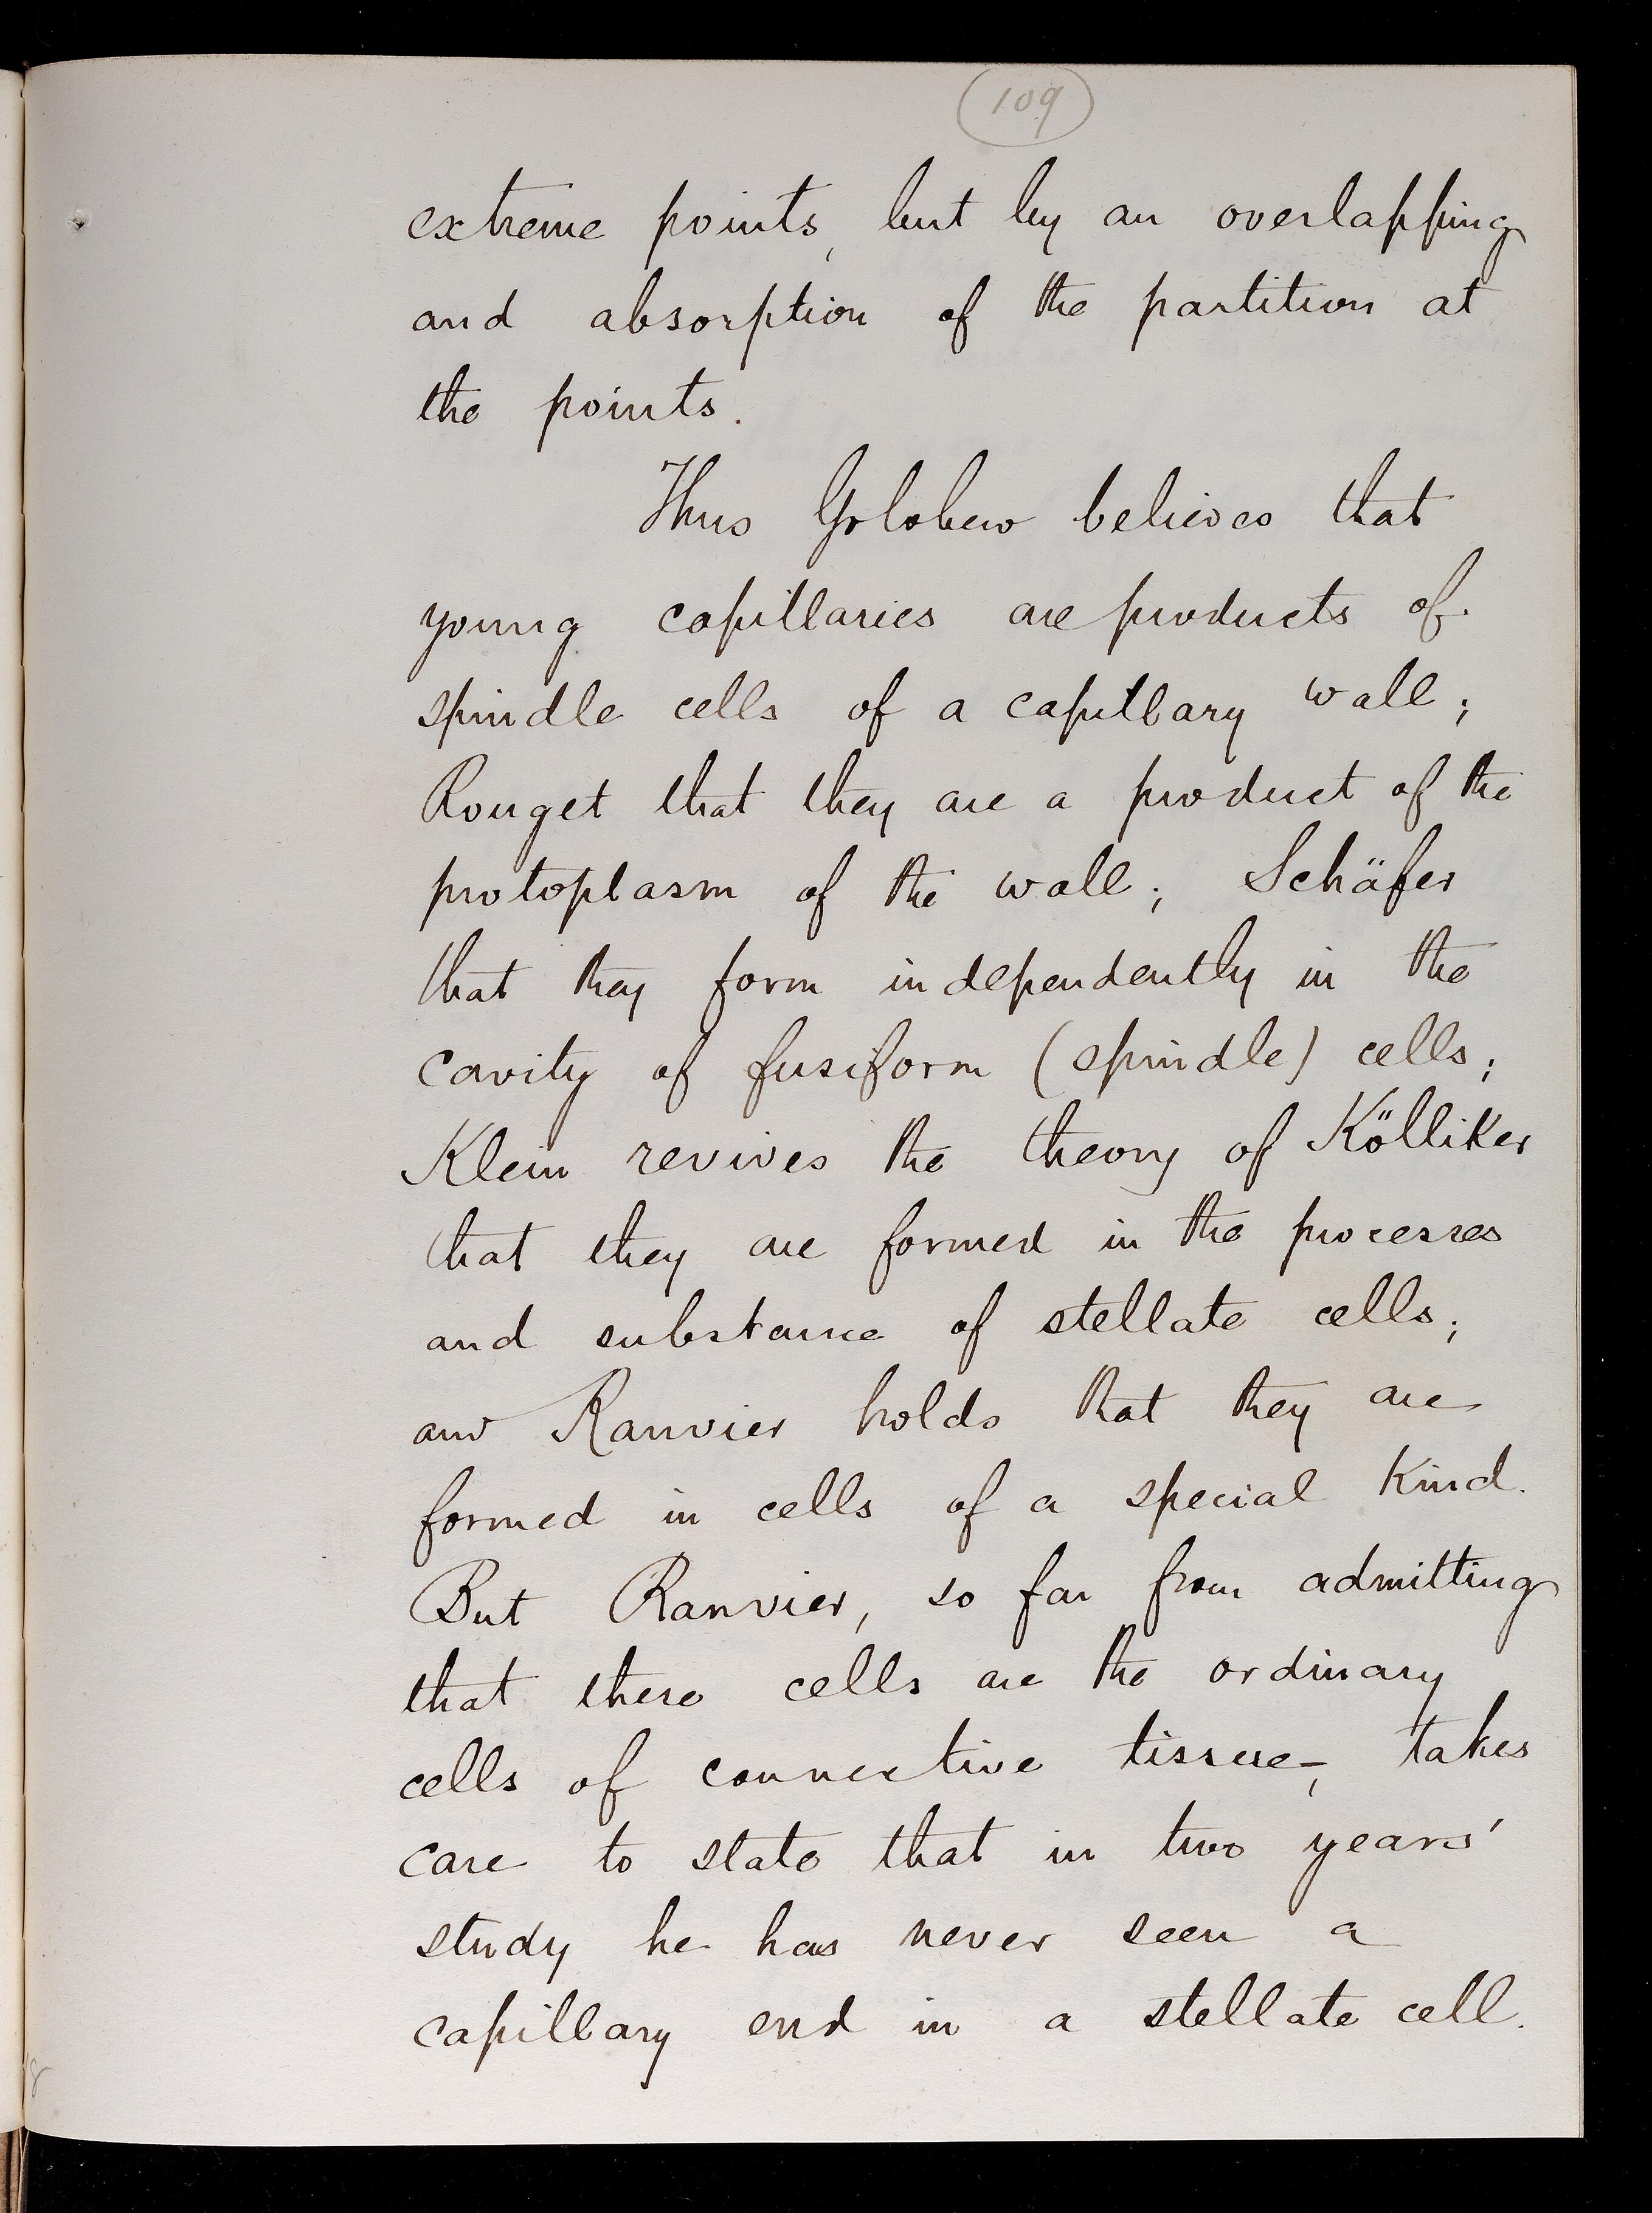 109
extreme points, but by an overlapping
and absorption of the partition at
the points.
Thus Golobew believes that
young capillaries are products of
spindle cells of a capillary wall;
Rouget that they are a product of the
protoplasm of the wall; Schäfer
that they form independently in the
cavity of fusiform (spindle) cells;
Klein revives the theory of Kölliker
that they are formed in the processes
and substance of stellate cells;
and Ranvier holds that they are
formed in cells of a special kind.
But Ranvier, so far from admitting
that these cells are the ordinary
cells of connective tissue, takes
care to state that in two years'
study he has never seen a
capillary end in a stellate cell.